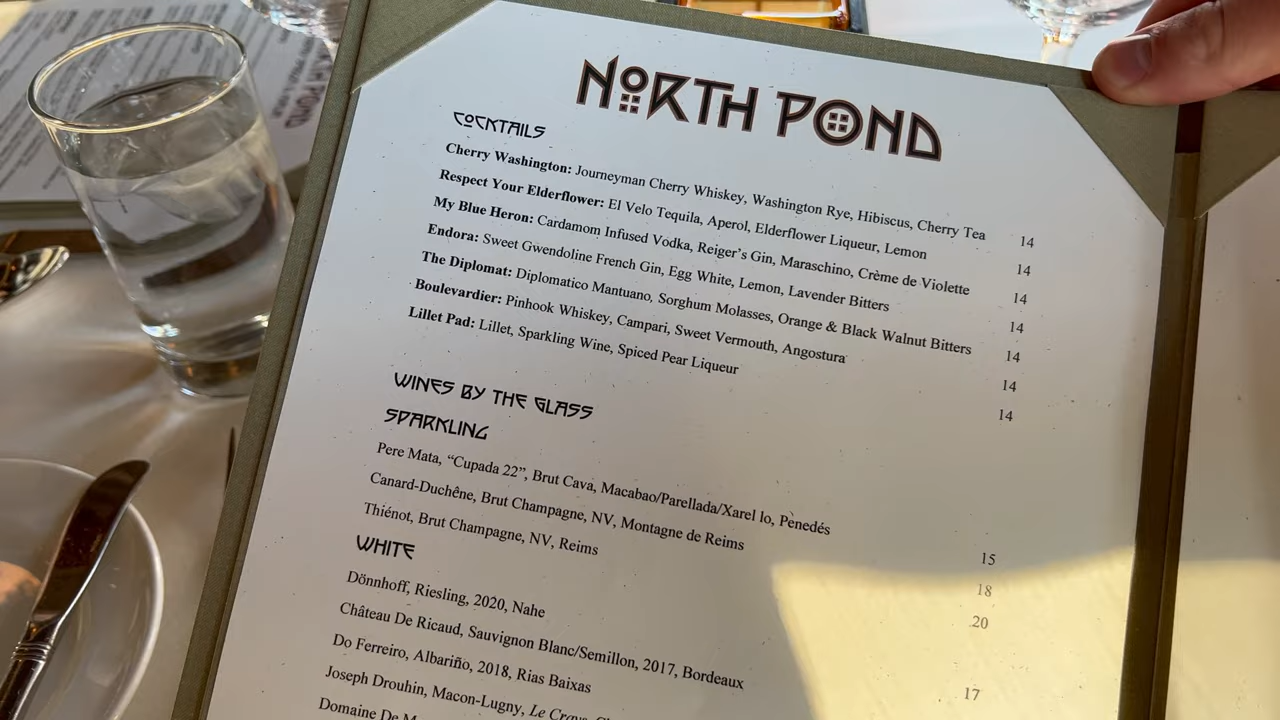 NORTH POND
COCKTAILS
Cherry Washington: Journeyman Cherry Whiskey, Washington Rye, Hibiscus, Cherry Tea 14
Respect Your Elderflower: El Velo Tequila, Aperol, Elderflower Liqueur, Lemon 14
My Blue Heron: Cardamom Infused Vodka, Reiger's Gin, Maraschino, Crème de Violette 14
Endora: Sweet Gwendoline French Gin, Egg White, Lemon, Lavender Bitters 14
The Diplomat: Diplomatico Mantuano, Sorghum Molasses, Orange & Black Walnut Bitters 14
Boulevardier: Pinhook Whiskey, Campari, Sweet Vermouth, Angostura 14
Lillet Pad: Lillet, Sparkling Wine, Spiced Pear Liqueur 14
WINES BY THE GLASS
SPARKLING
Pere Mata, “Cupada 22”, Brut Cava, Macabao/Parellada/Xarel lo, Penedés 15
Canard-Duchêne, Brut Champagne, NV, Montagne de Reims 18
Thiénot, Brut Champagne, NV, Reims 20
WHITE
Dönnhoff, Riesling, 2020, Nahe 17
Château De Ricaud, Sauvignon Blanc/Semillon, 2017, Bordeaux
Do Ferreiro, Albariño, 2018, Rias Baixas
Joseph Drouhin, Macon-Lugny, Le
Domaine De